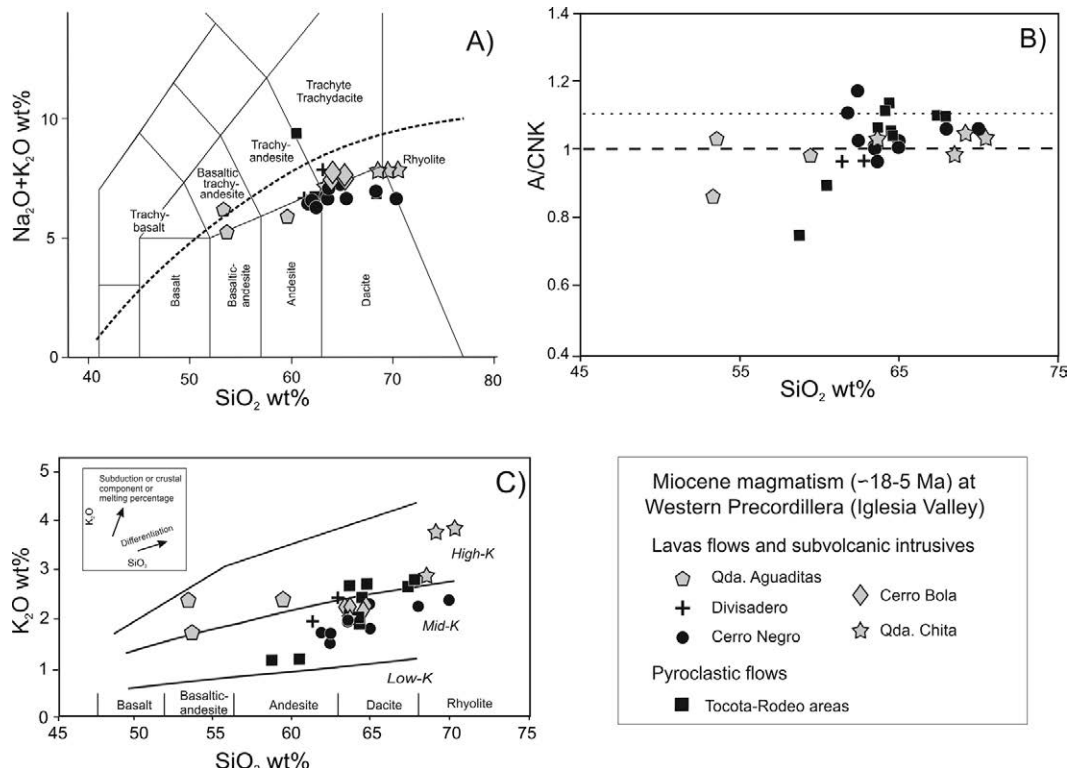 A)
Na₂O+K₂O wt%
10
5
0
Trachyte
Trachydacite
Trachy-
andesite
Rhyolite
Basaltic
trachy-
andesite
Trachy-
basalt
Basalt
Basaltic-
andesite
Andesite
Dacite
40
50
60
70
80
SiO₂ wt%
B)
A/CNK
1.4
1.2
1
0.8
0.6
0.4
45
55
65
75
SiO₂ wt%
C)
K₂O wt%
5
4
3
2
1
0
Subduction or crustal
component or
melting percentage
K₂O
Differentiation
SiO₂
High-K
Mid-K
Low-K
Basalt
Basaltic-
andesite
Andesite
Dacite
Rhyolite
45
50
55
60
65
70
75
SiO₂ wt%
Miocene magmatism (~18-5 Ma) at
Western Precordillera (Iglesia Valley)
Lavas flows and subvolcanic intrusives
Qda. Aguaditas
Divisadero
Cerro Bola
Cerro Negro
Qda. Chita
Pyroclastic flows
Tocota-Rodeo areas